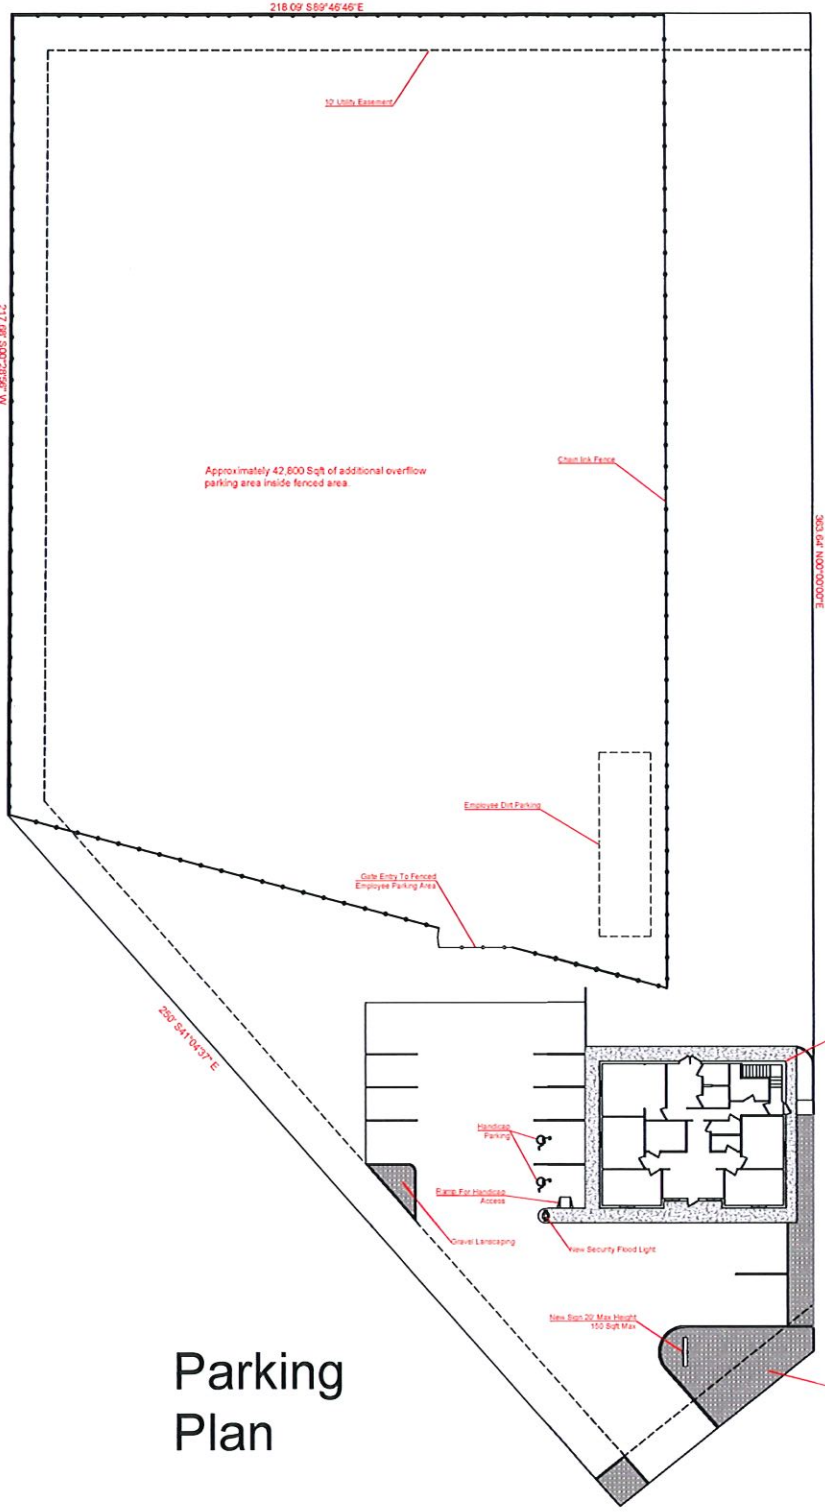 218.09' S89°46'46"E
10' Utility Easement
217.68' S00°28'56" W
Approximately 42,800 Sqft of additional overflow
parking area inside fenced area.
Chain link Fence
363.64' N00°00'00"E
Employee Dirt Parking
Gate Entry To Fenced
Employee Parking Area
250' S41°04'37" E
Handicap
Parking
Ramp For Handicap
Access
Gravel Lanscaping
New Security Flood Light
New Sign 20' Max Height
150 Sqft Max
Parking
Plan